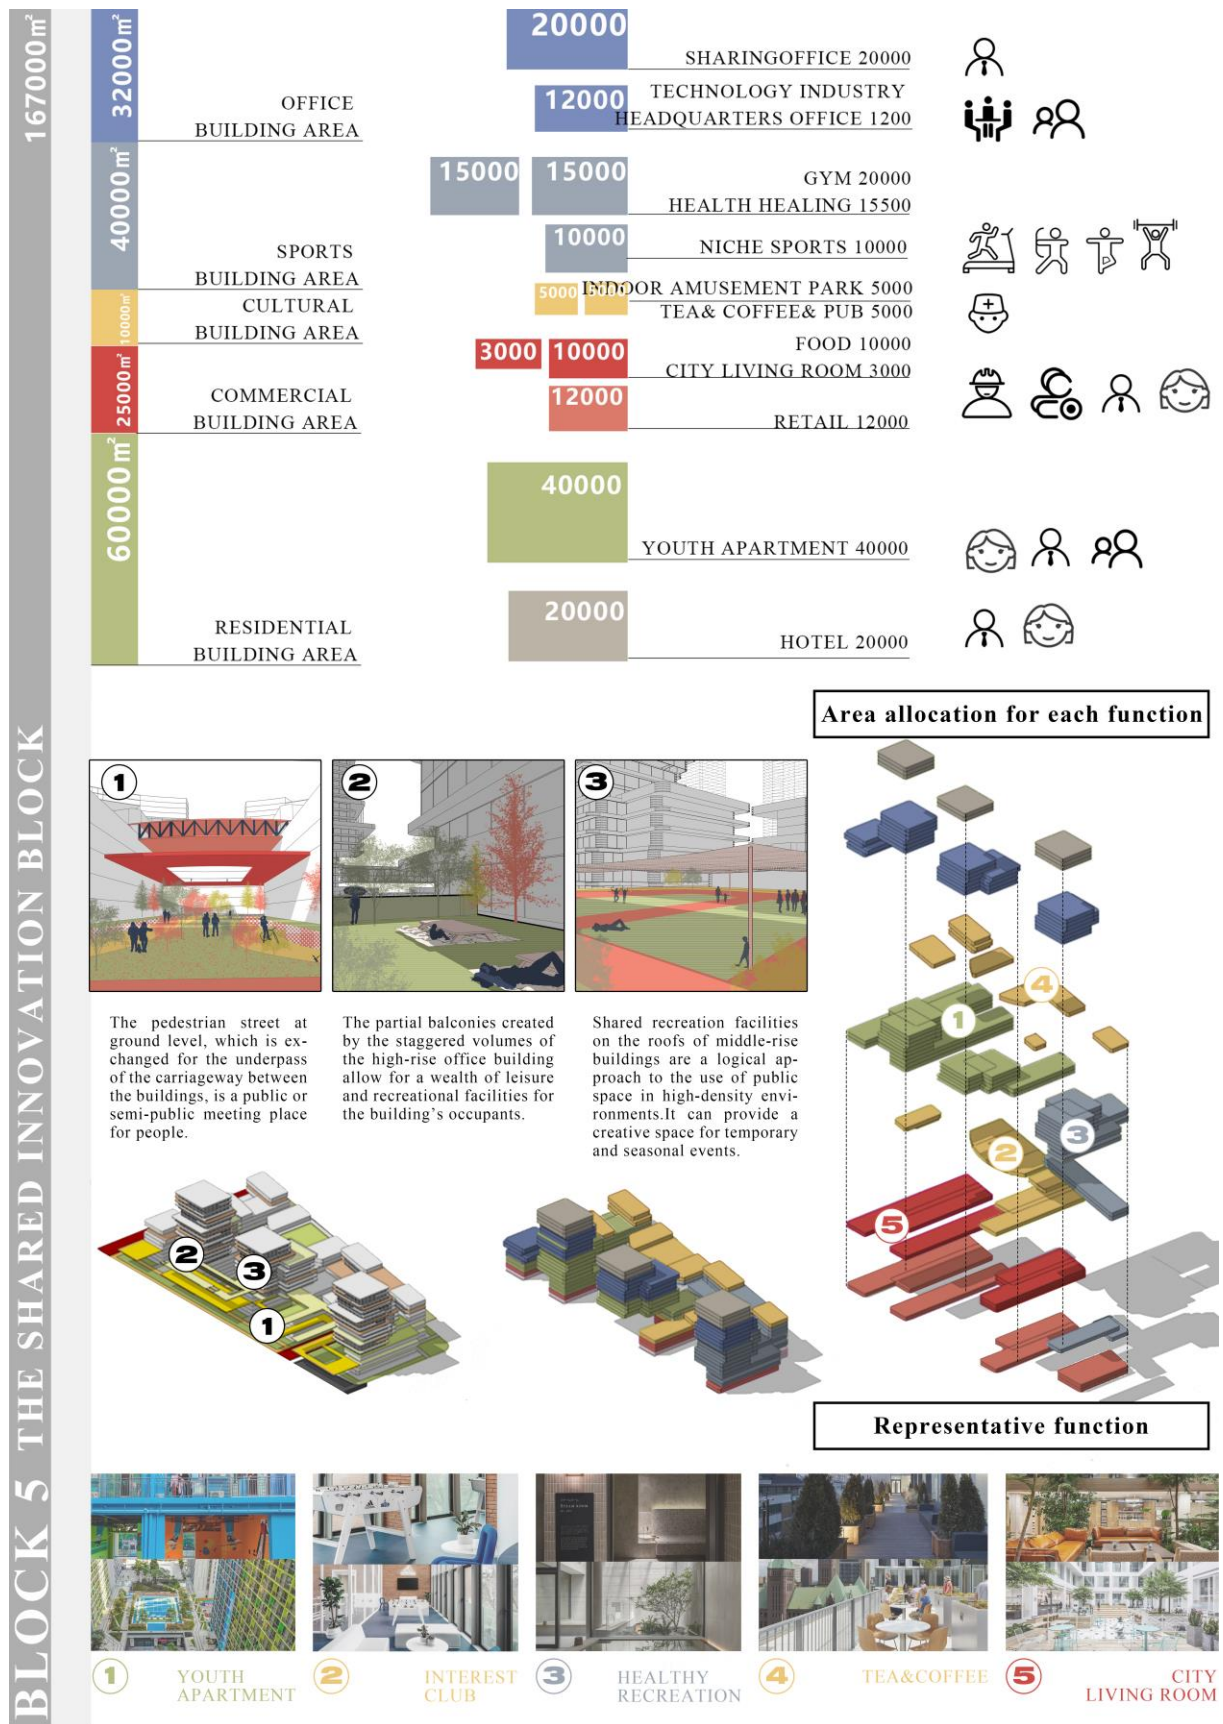 167000㎡
BLOCK 5 THE SHARED INNOVATION BLOCK
32000㎡
OFFICE
BUILDING AREA
20000
SHARINGOFFICE 20000
12000
TECHNOLOGY INDUSTRY
HEADQUARTERS OFFICE 1200
40000㎡
SPORTS
BUILDING AREA
15000
15000
GYM 20000
HEALTH HEALING 15500
10000
NICHE SPORTS 10000
10000㎡
CULTURAL
BUILDING AREA
5000
5000
INDOOR AMUSEMENT PARK 5000
TEA& COFFEE& PUB 5000
25000㎡
COMMERCIAL
BUILDING AREA
3000
10000
FOOD 10000
CITY LIVING ROOM 3000
12000
RETAIL 12000
60000㎡
RESIDENTIAL
BUILDING AREA
40000
YOUTH APARTMENT 40000
20000
HOTEL 20000
Area allocation for each function
1
2
3
The pedestrian street at
ground level, which is ex-
changed for the underpass
of the carriageway between
the buildings, is a public or
semi-public meeting place
for people.
The partial balconies created
by the staggered volumes of
the high-rise office building
allow for a wealth of leisure
and recreational facilities for
the building's occupants.
Shared recreation facilities
on the roofs of middle-rise
buildings are a logical ap-
proach to the use of public
space in high-density envi-
ronments.It can provide a
creative space for temporary
and seasonal events.
2
3
1
4
1
3
2
5
Representative function
1 YOUTH
APARTMENT
2 INTEREST
CLUB
3 HEALTHY
RECREATION
4 TEA&COFFEE
5 CITY
LIVING ROOM